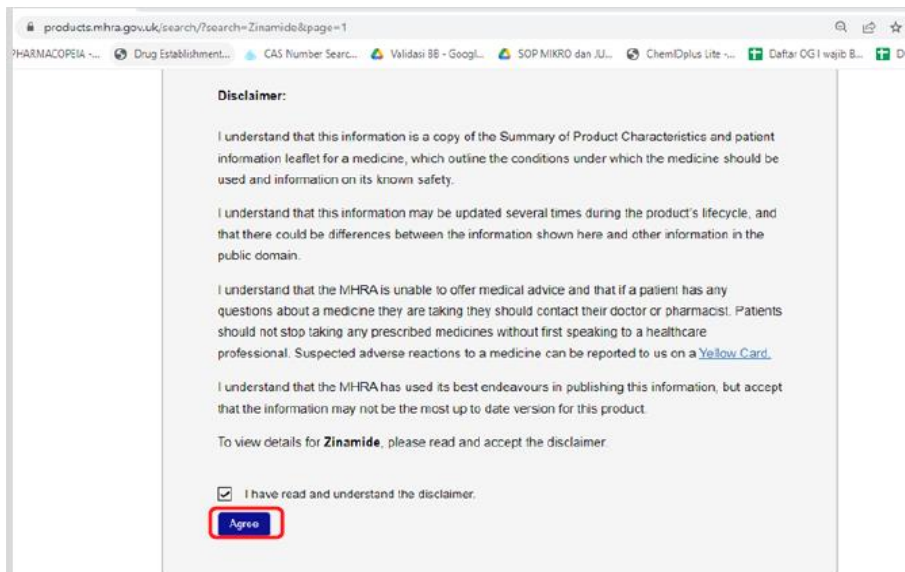 products.mhra.gov.uk/search/?search=Zinamide&page=1
PHARMACOPEIA -... Drug Establishment... CAS Number Searc... Validasi BB - Googl... SOP MIKRO dan JU... ChemIDplus Lite -... Daftar OG I wajib B... D
Disclaimer:
I understand that this information is a copy of the Summary of Product Characteristics and patient
information leaflet for a medicine, which outline the conditions under which the medicine should be
used and information on its known safety.
I understand that this information may be updated several times during the product's lifecycle, and
that there could be differences between the information shown here and other information in the
public domain.
I understand that the MHRA is unable to offer medical advice and that if a patient has any
questions about a medicine they are taking they should contact their doctor or pharmacist. Patients
should not stop taking any prescribed medicines without first speaking to a healthcare
professional. Suspected adverse reactions to a medicine can be reported to us on a Yellow Card.
I understand that the MHRA has used its best endeavours in publishing this information, but accept
that the information may not be the most up to date version for this product.
To view details for Zinamide, please read and accept the disclaimer.
I have read and understand the disclaimer.
Agree